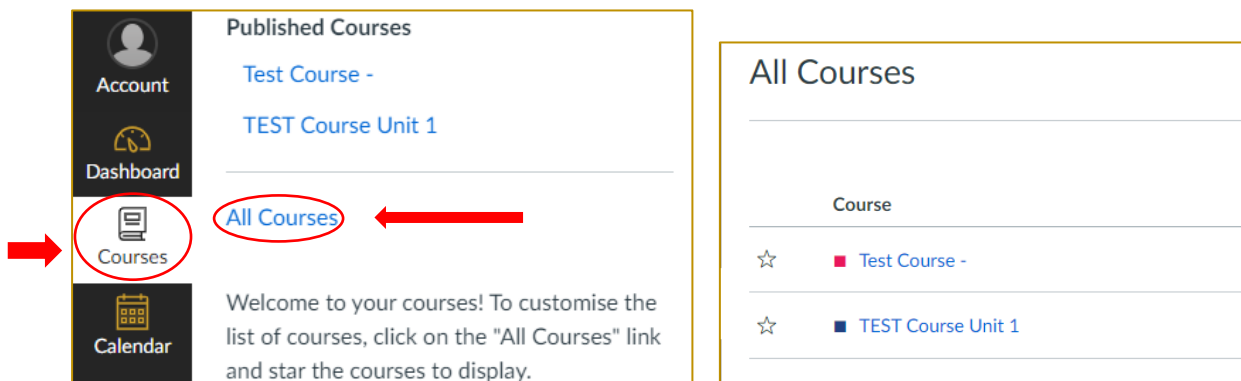 Account
Dashboard
Courses
Calendar
Published Courses
Test Course -
TEST Course Unit 1
All Courses
Welcome to your courses! To customise the
list of courses, click on the "All Courses" link
and star the courses to display.
All Courses
Course
Test Course -
TEST Course Unit 1